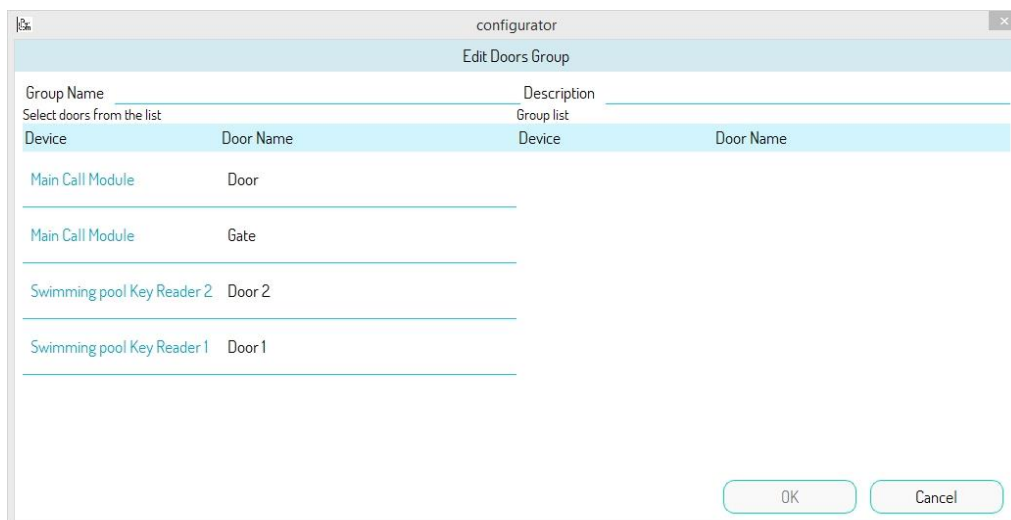 configurator
Edit Doors Group
Group Name Description
Select doors from the list Group list
Device Door Name Device Door Name
Main Call Module Door
Main Call Module Gate
Swimming pool Key Reader 2 Door 2
Swimming pool Key Reader 1 Door 1
OK Cancel